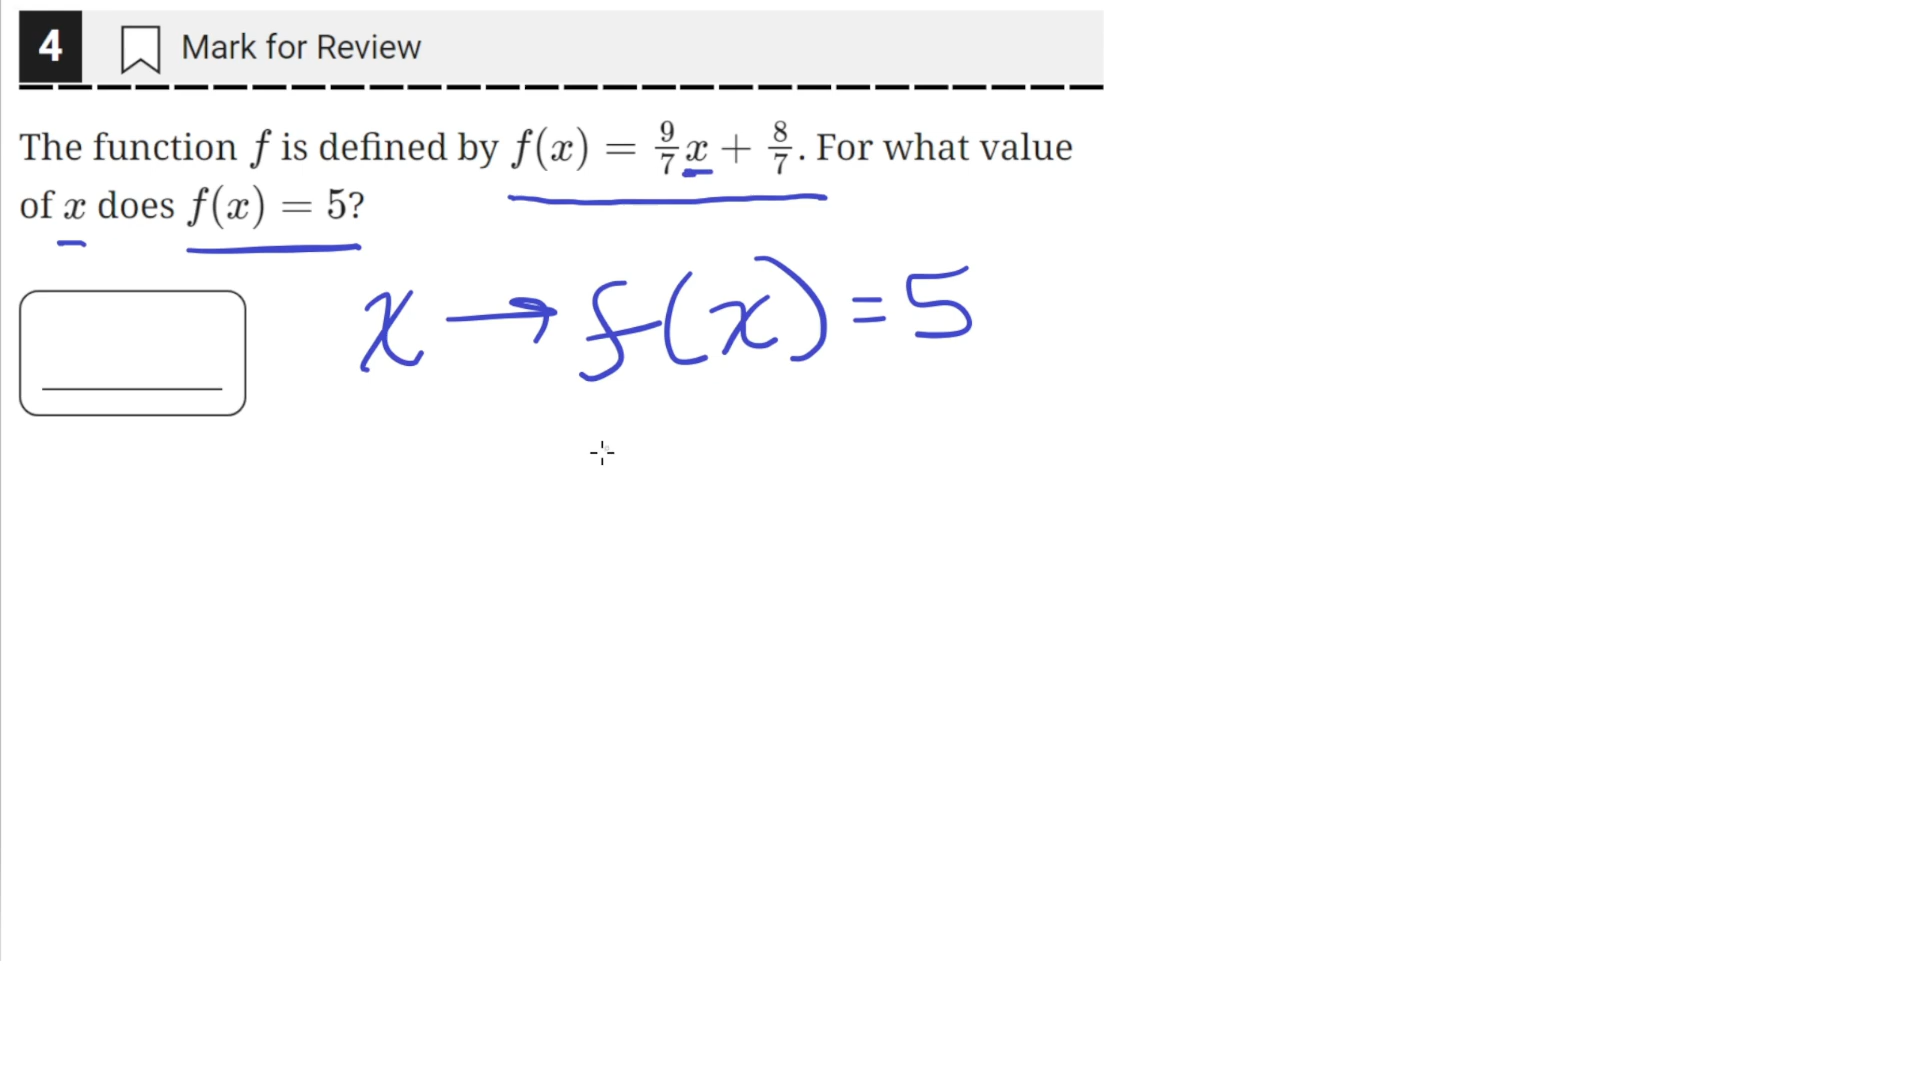 4 Mark for Review
The function f is defined by f(x) = 9/7 x + 8/7. For what value
of x does f(x) = 5?
x → f(x) = 5